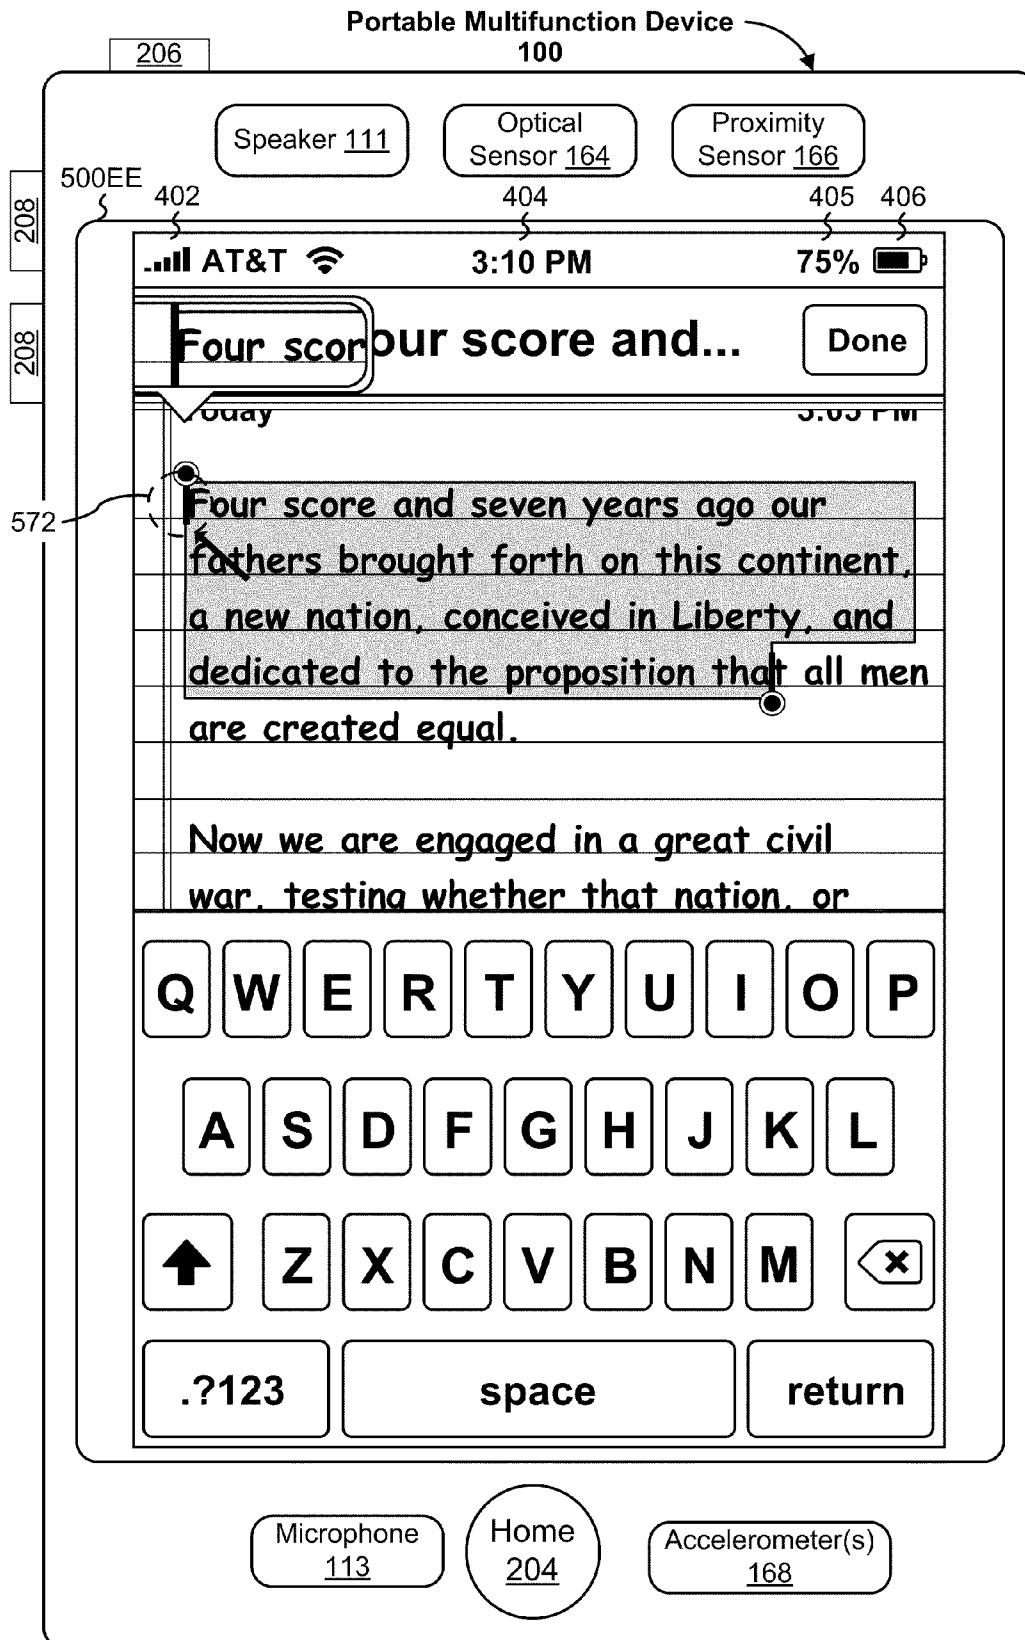 Portable Multifunction Device
100
206
Speaker 111
Optical
Sensor 164
Proximity
Sensor 166
500EE
402
404
405
406
208
AT&T
3:10 PM
75%
208
Four scor
our score and...
Done
Today
3:05 PM
572
Four score and seven years ago our
fathers brought forth on this continent,
a new nation, conceived in Liberty, and
dedicated to the proposition that all men
are created equal.
Now we are engaged in a great civil
war, testing whether that nation, or
Q W E R T Y U I O P
A S D F G H J K L
Z X C V B N M
.?123
space
return
Microphone
113
Home
204
Accelerometer(s)
168